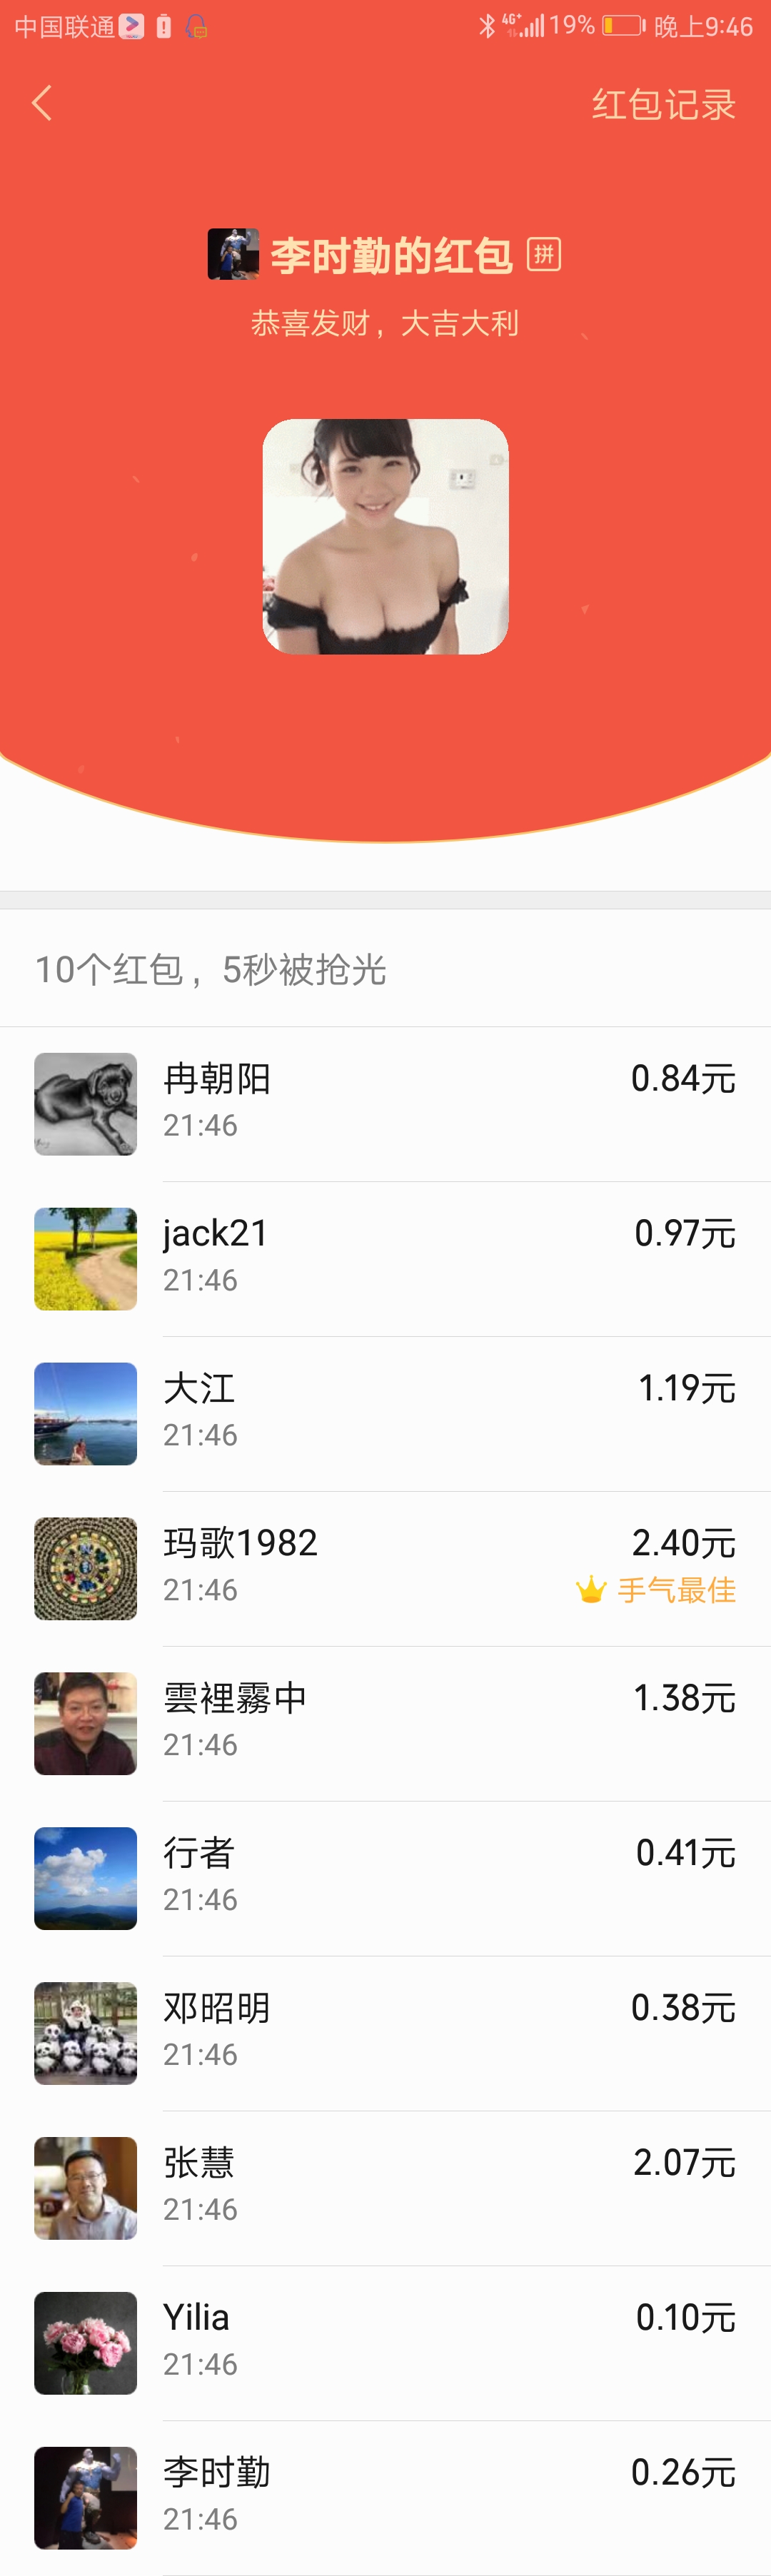 中国联通 4G+ 19% 晚上9:46
红包记录
李时勤的红包 拼
恭喜发财，大吉大利
10个红包，5秒被抢光
冉朝阳 0.84元
21:46
jack21 0.97元
21:46
大江 1.19元
21:46
玛歌1982 2.40元
21:46 手气最佳
雲裡霧中 1.38元
21:46
行者 0.41元
21:46
邓昭明 0.38元
21:46
张慧 2.07元
21:46
Yilia 0.10元
21:46
李时勤 0.26元
21:46